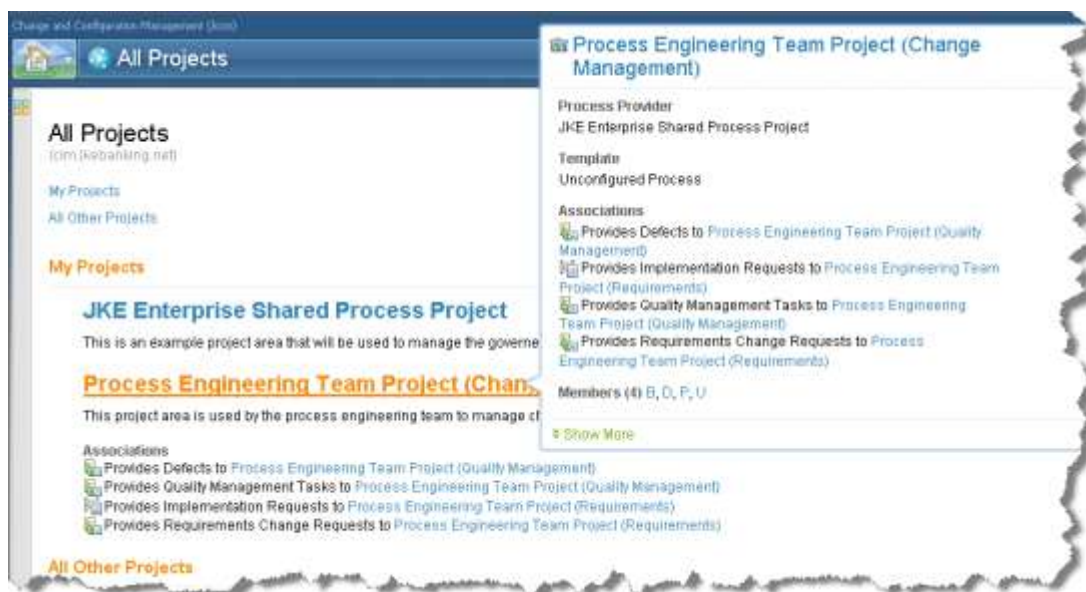 Change and Configuration Management (/ccm)
All Projects
All Projects
My Projects
All Other Projects
My Projects
JKE Enterprise Shared Process Project
This is an example project area that will be used to manage the governe
Process Engineering Team Project (Chan
This project area is used by the process engineering team to manage
Associations
Provides Defects to Process Engineering Team Project (Quality Management)
Provides Quality Management Tasks to Process Engineering Team Project (Quality Management)
Provides Implementation Requests to Process Engineering Team Project (Requirements)
Provides Requirements Change Requests to Process Engineering Team Project (Requirements)
All Other Projects
Process Engineering Team Project (Change
Management)
Process Provider
JKE Enterprise Shared Process Project
Template
Unconfigured Process
Associations
Provides Defects to Process Engineering Team Project (Quality
Management)
Provides Implementation Requests to Process Engineering Team
Project (Requirements)
Provides Quality Management Tasks to Process Engineering
Team Project (Quality Management)
Provides Requirements Change Requests to Process
Engineering Team Project (Requirements)
Members (4) B, D, P, U
Show More